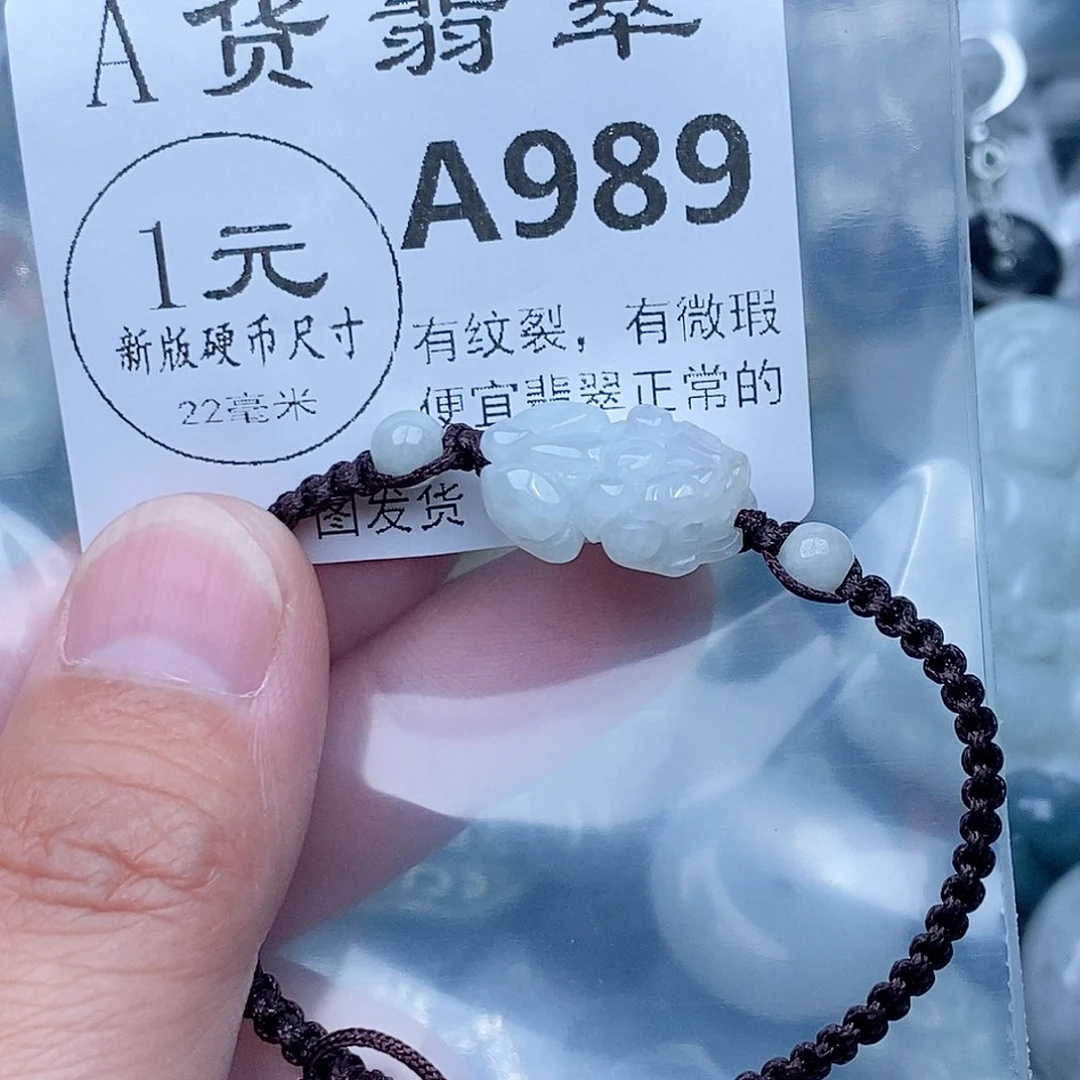 A货翡翠
A989
1元
新版硬币尺寸
22毫米
有纹裂，有微瑕
便宜翡翠正常的
图发货